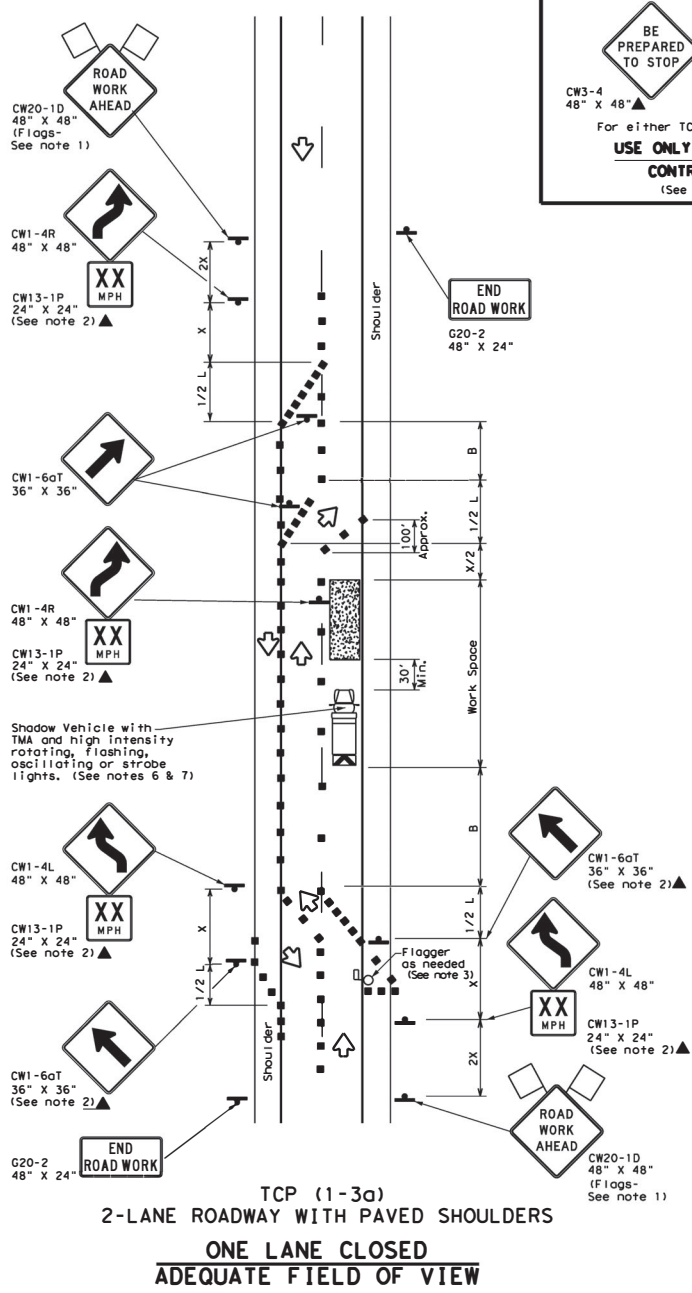 ROAD
WORK
AHEAD
CW20-1D
48" X 48"
(Flags-
See note 1)
CW1-4R
48" X 48"
XX
MPH
CW13-1P
24" X 24"
(See note 2)▲
2X
X
1/2 L
CW1-6aT
36" X 36"
CW1-4R
48" X 48"
XX
MPH
CW13-1P
24" X 24"
(See note 2)▲
Shadow Vehicle with
TMA and high intensity
rotating, flashing,
oscillating or strobe
lights. (See notes 6 & 7)
CW1-4L
48" X 48"
XX
MPH
CW13-1P
24" X 24"
(See note 2)▲
X
1/2 L
CW1-6aT
36" X 36"
(See note 2)▲
G20-2
48" X 24"
END
ROAD WORK
Shoulder
BE
PREPARED
TO STOP
CW3-4
48" X 48"▲
For either TC
USE ONLY
CONTR
(See
Shoulder
END
ROAD WORK
G20-2
48" X 24"
B
1/2 L
100'
Approx.
X/2
Work Space
30'
Min.
B
1/2 L
X
2X
Flagger
as needed
(See note 3)
CW1-6aT
36" X 36"
(See note 2)▲
CW1-4L
48" X 48"
XX
MPH
CW13-1P
24" X 24"
(See note 2)▲
ROAD
WORK
AHEAD
CW20-1D
48" X 48"
(Flags-
See note 1)
TCP (1-3a)
2-LANE ROADWAY WITH PAVED SHOULDERS
ONE LANE CLOSED
ADEQUATE FIELD OF VIEW